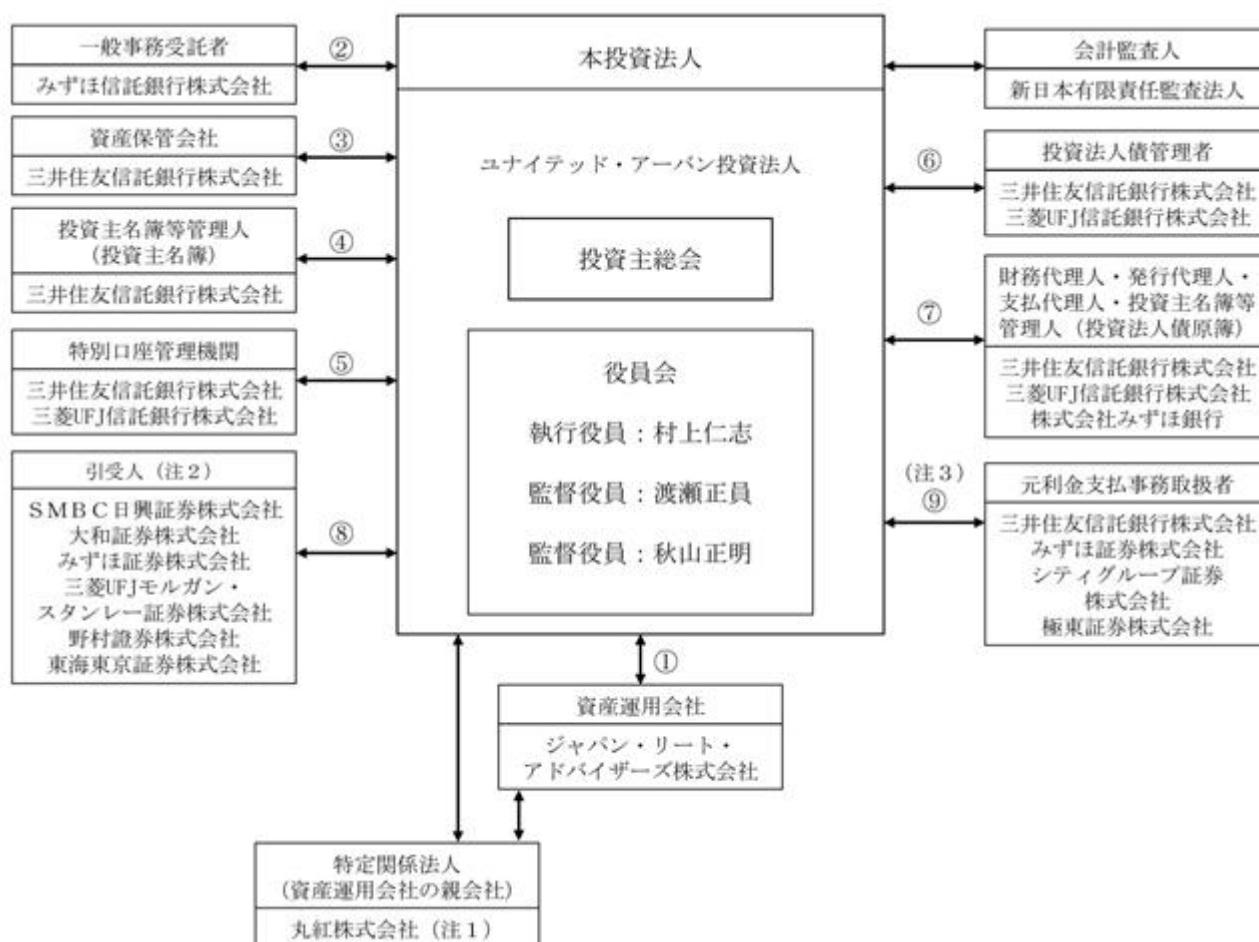 一般事務受託者
みずほ信託銀行株式会社
②
資産保管会社
三井住友信託銀行株式会社
③
投資主名簿等管理人
(投資主名簿)
三井住友信託銀行株式会社
④
特別口座管理機関
三井住友信託銀行株式会社
三菱UFJ信託銀行株式会社
⑤
引受人(注2)
SMBC日興証券株式会社
大和証券株式会社
みずほ証券株式会社
三菱UFJモルガン・
スタンレー証券株式会社
野村證券株式会社
東海東京証券株式会社
⑧
本投資法人
ユナイテッド・アーバン投資法人
投資主総会
役員会
執行役員:村上仁志
監督役員:渡瀬正員
監督役員:秋山正明
会計監査人
新日本有限責任監査法人
⑥
投資法人債管理者
三井住友信託銀行株式会社
三菱UFJ信託銀行株式会社
⑦
財務代理人・発行代理人・
支払代理人・投資主名簿等
管理人(投資法人債原簿)
三井住友信託銀行株式会社
三菱UFJ信託銀行株式会社
株式会社みずほ銀行
(注3)
⑨
元利金支払事務取扱者
三井住友信託銀行株式会社
みずほ証券株式会社
シティグループ証券
株式会社
極東証券株式会社
①
資産運用会社
ジャパン・リート・
アドバイザーズ株式会社
特定関係法人
(資産運用会社の親会社)
丸紅株式会社(注1)